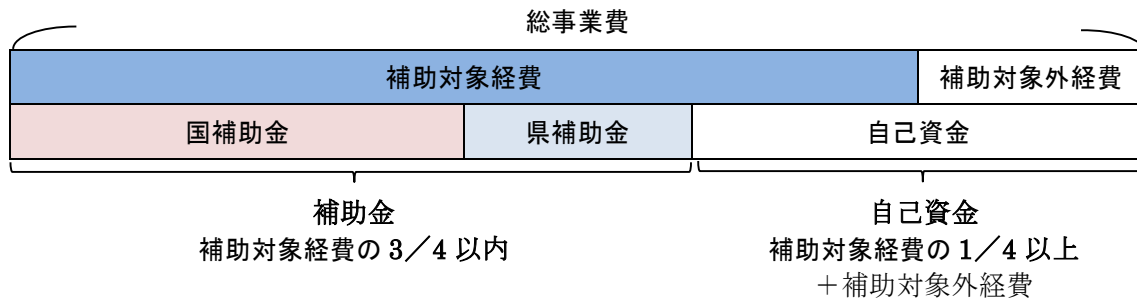 総事業費
補助対象経費 補助対象外経費
国補助金 県補助金 自己資金
補助金
補助対象経費の 3／4 以内
自己資金
補助対象経費の 1／4 以上
＋補助対象外経費